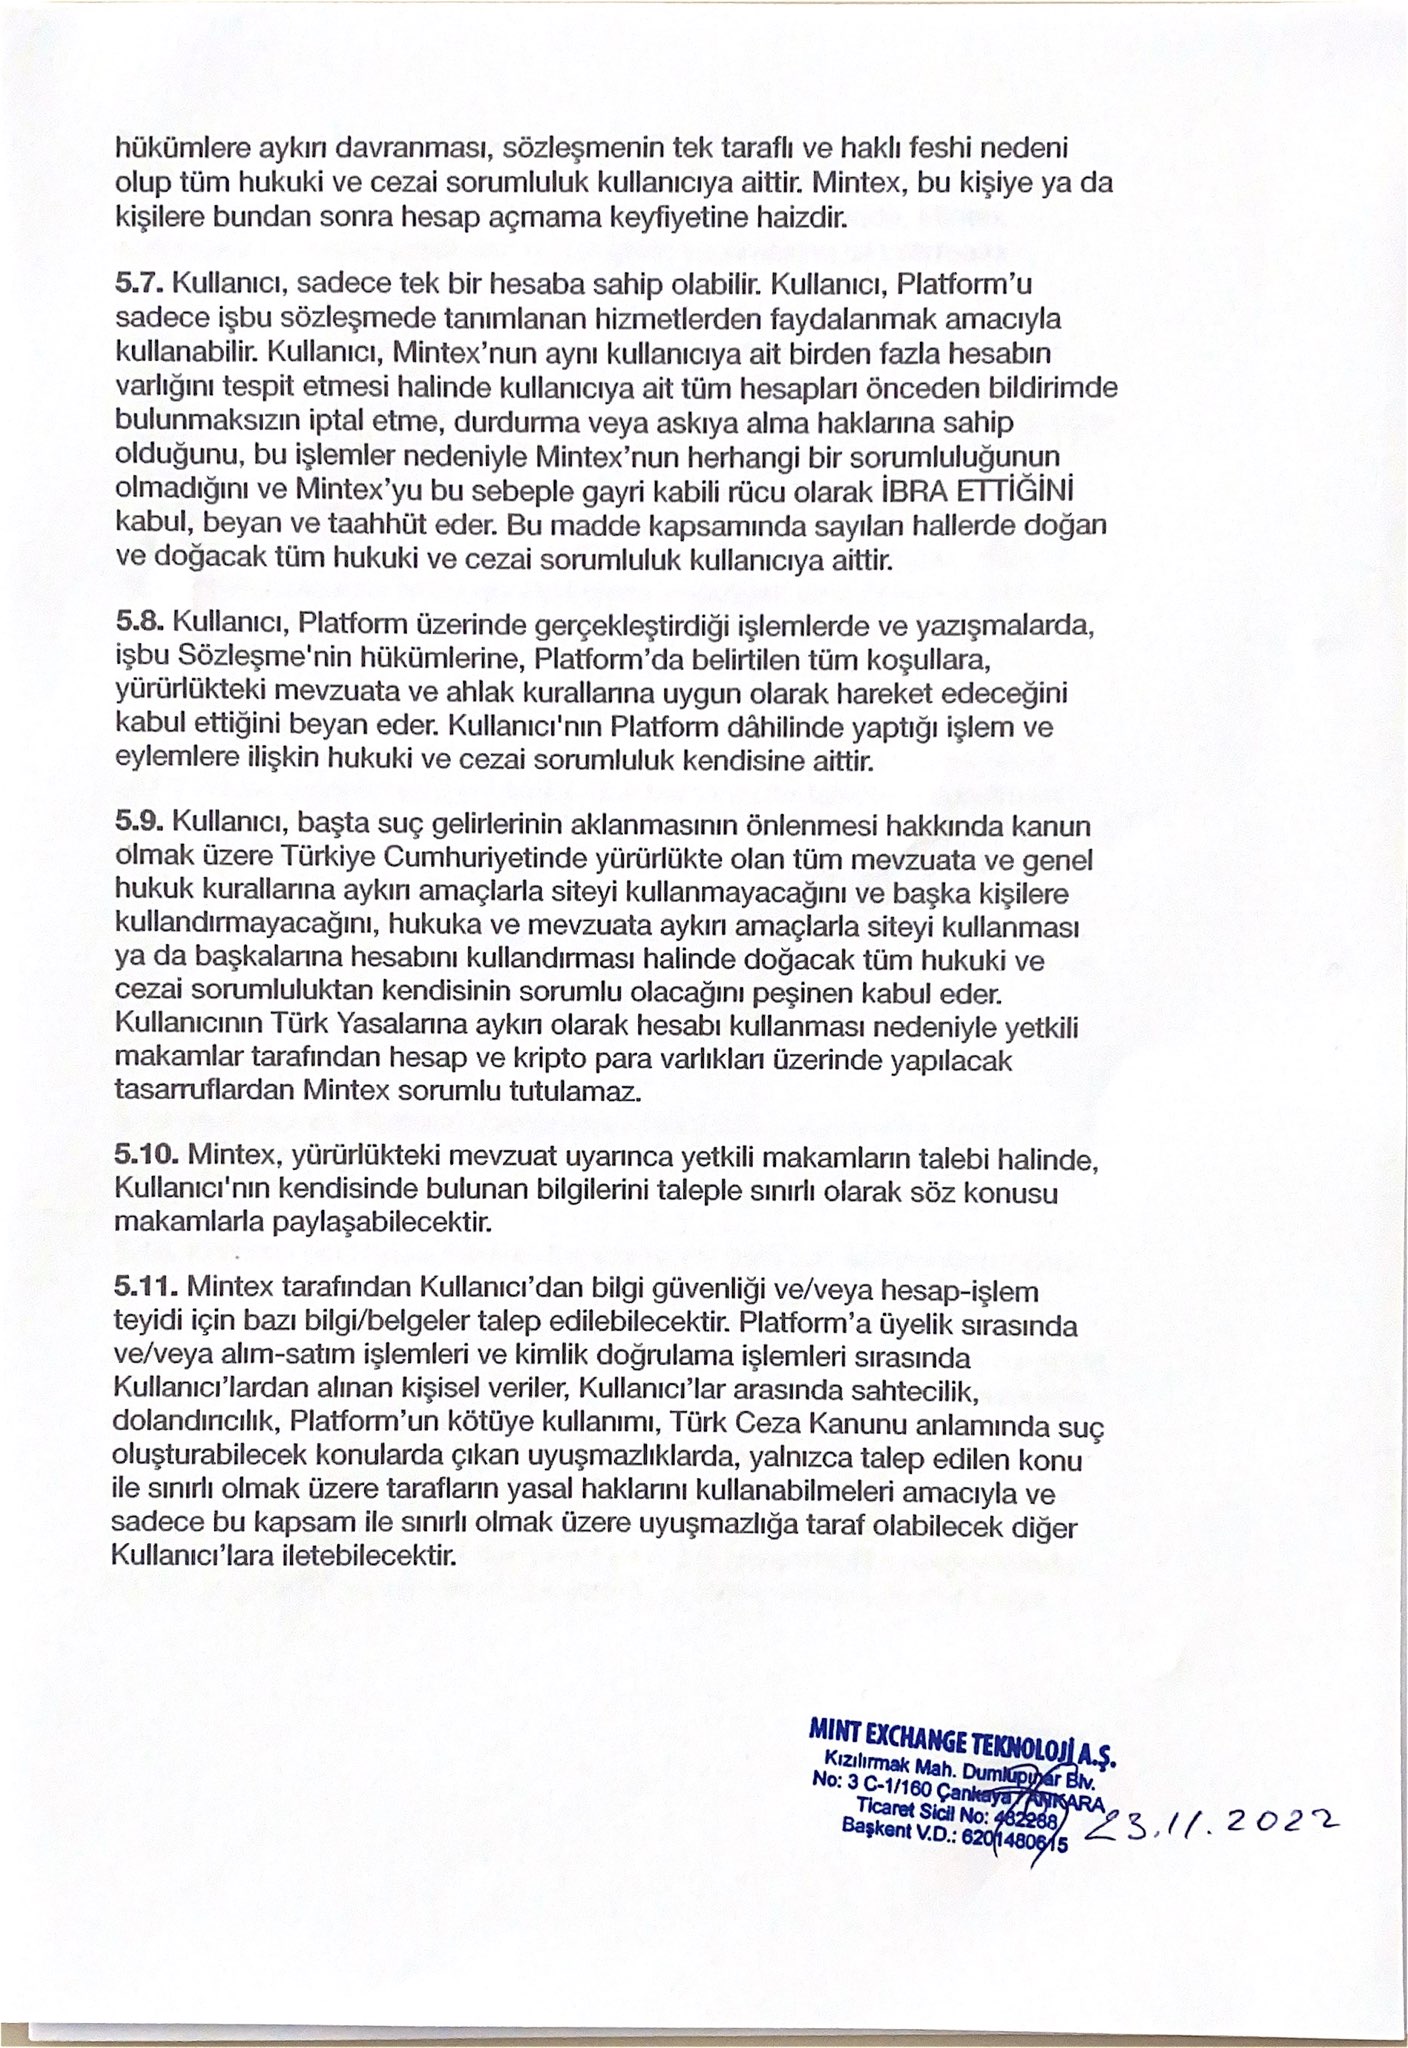 hükümlere aykırı davranması, sözleşmenin tek taraflı ve haklı feshi nedeni
olup tüm hukuki ve cezai sorumluluk kullanıcıya aittir. Mintex, bu kişiye ya da
kişilere bundan sonra hesap açmama keyfiyetine haizdir.
5.7. Kullanıcı, sadece tek bir hesaba sahip olabilir. Kullanıcı, Platform’u
sadece işbu sözleşmede tanımlanan hizmetlerden faydalanmak amacıyla
kullanabilir. Kullanıcı, Mintex’nun aynı kullanıcıya ait birden fazla hesabın
varlığını tespit etmesi halinde kullanıcıya ait tüm hesapları önceden bildirimde
bulunmaksızın iptal etme, durdurma veya askıya alma haklarına sahip
olduğunu, bu işlemler nedeniyle Mintex’nun herhangi bir sorumluluğunun
olmadığını ve Mintex’yu bu sebeple gayri kabili rücu olarak İBRA ETTİĞİNİ
kabul, beyan ve taahhüt eder. Bu madde kapsamında sayılan hallerde doğan
ve doğacak tüm hukuki ve cezai sorumluluk kullanıcıya aittir.
5.8. Kullanıcı, Platform üzerinde gerçekleştirdiği işlemlerde ve yazışmalarda,
işbu Sözleşme'nin hükümlerine, Platform’da belirtilen tüm koşullara,
yürürlükteki mevzuata ve ahlak kurallarına uygun olarak hareket edeceğini
kabul ettiğini beyan eder. Kullanıcı'nın Platform dâhilinde yaptığı işlem ve
eylemlere ilişkin hukuki ve cezai sorumluluk kendisine aittir.
5.9. Kullanıcı, başta suç gelirlerinin aklanmasının önlenmesi hakkında kanun
olmak üzere Türkiye Cumhuriyetinde yürürlükte olan tüm mevzuata ve genel
hukuk kurallarına aykırı amaçlarla siteyi kullanmayacağını ve başka kişilere
kullandırmayacağını, hukuka ve mevzuata aykırı amaçlarla siteyi kullanması
ya da başkalarına hesabını kullandırması halinde doğacak tüm hukuki ve
cezai sorumluluktan kendisinin sorumlu olacağını peşinen kabul eder.
Kullanıcının Türk Yasalarına aykırı olarak hesabı kullanması nedeniyle yetkili
makamlar tarafından hesap ve kripto para varlıkları üzerinde yapılacak
tasarruflardan Mintex sorumlu tutulamaz.
5.10. Mintex, yürürlükteki mevzuat uyarınca yetkili makamların talebi halinde,
Kullanıcı'nın kendisinde bulunan bilgilerini taleple sınırlı olarak söz konusu
makamlarla paylaşabilecektir.
5.11. Mintex tarafından Kullanıcı’dan bilgi güvenliği ve/veya hesap-işlem
teyidi için bazı bilgi/belgeler talep edilebilecektir. Platform’a üyelik sırasında
ve/veya alım-satım işlemleri ve kimlik doğrulama işlemleri sırasında
Kullanıcı’lardan alınan kişisel veriler, Kullanıcı’lar arasında sahtecilik,
dolandırıcılık, Platform’un kötüye kullanımı, Türk Ceza Kanunu anlamında suç
oluşturabilecek konularda çıkan uyuşmazlıklarda, yalnızca talep edilen konu
ile sınırlı olmak üzere tarafların yasal haklarını kullanabilmeleri amacıyla ve
sadece bu kapsam ile sınırlı olmak üzere uyuşmazlığa taraf olabilecek diğer
Kullanıcı’lara iletebilecektir.
MINT EXCHANGE TEKNOLOJİ A.Ş.
Kızılırmak Mah. Dumlupınar Blv.
No: 3 C-1/160 Çankaya / ANKARA
Ticaret Sicil No: 482288
Başkent V.D.: 6201480615
23.11.2022